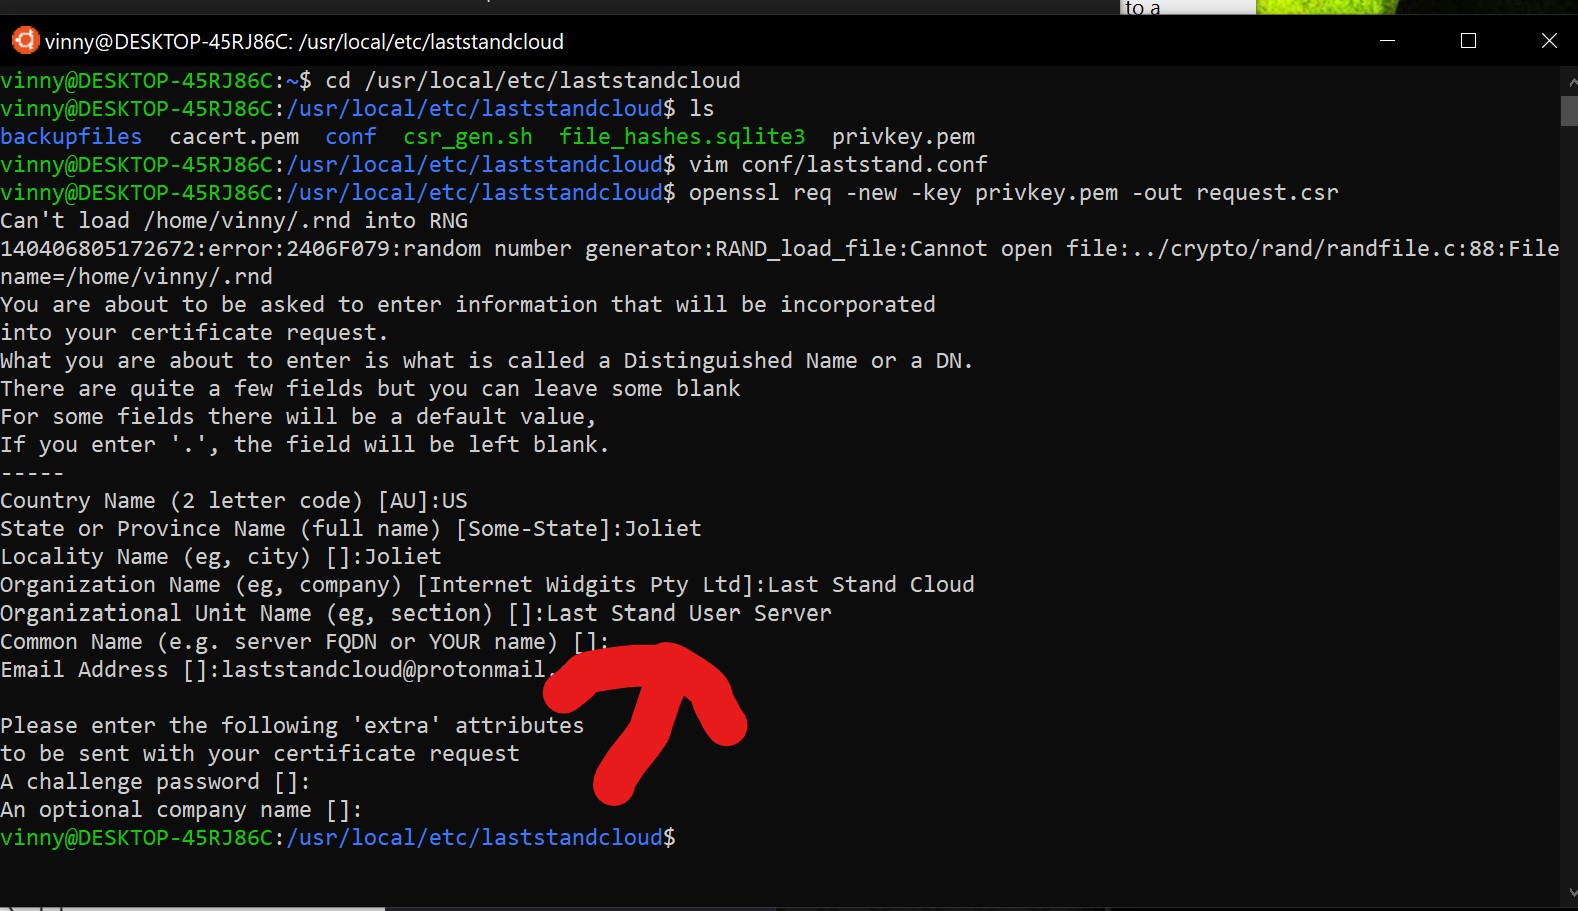 to a
vinny@DESKTOP-45RJ86C: /usr/local/etc/laststandcloud
vinny@DESKTOP-45RJ86C:~$ cd /usr/local/etc/laststandcloud
vinny@DESKTOP-45RJ86C:/usr/local/etc/laststandcloud$ ls
backupfiles  cacert.pem  conf  csr_gen.sh  file_hashes.sqlite3  privkey.pem
vinny@DESKTOP-45RJ86C:/usr/local/etc/laststandcloud$ vim conf/laststand.conf
vinny@DESKTOP-45RJ86C:/usr/local/etc/laststandcloud$ openssl req -new -key privkey.pem -out request.csr
Can't load /home/vinny/.rnd into RNG
140406805172672:error:2406F079:random number generator:RAND_load_file:Cannot open file:../crypto/rand/randfile.c:88:File
name=/home/vinny/.rnd
You are about to be asked to enter information that will be incorporated
into your certificate request.
What you are about to enter is what is called a Distinguished Name or a DN.
There are quite a few fields but you can leave some blank
For some fields there will be a default value,
If you enter '.', the field will be left blank.
-----
Country Name (2 letter code) [AU]:US
State or Province Name (full name) [Some-State]:Joliet
Locality Name (eg, city) []:Joliet
Organization Name (eg, company) [Internet Widgits Pty Ltd]:Last Stand Cloud
Organizational Unit Name (eg, section) []:Last Stand User Server
Common Name (e.g. server FQDN or YOUR name) []:
Email Address []:laststandcloud@protonmail.
Please enter the following 'extra' attributes
to be sent with your certificate request
A challenge password []:
An optional company name []:
vinny@DESKTOP-45RJ86C:/usr/local/etc/laststandcloud$